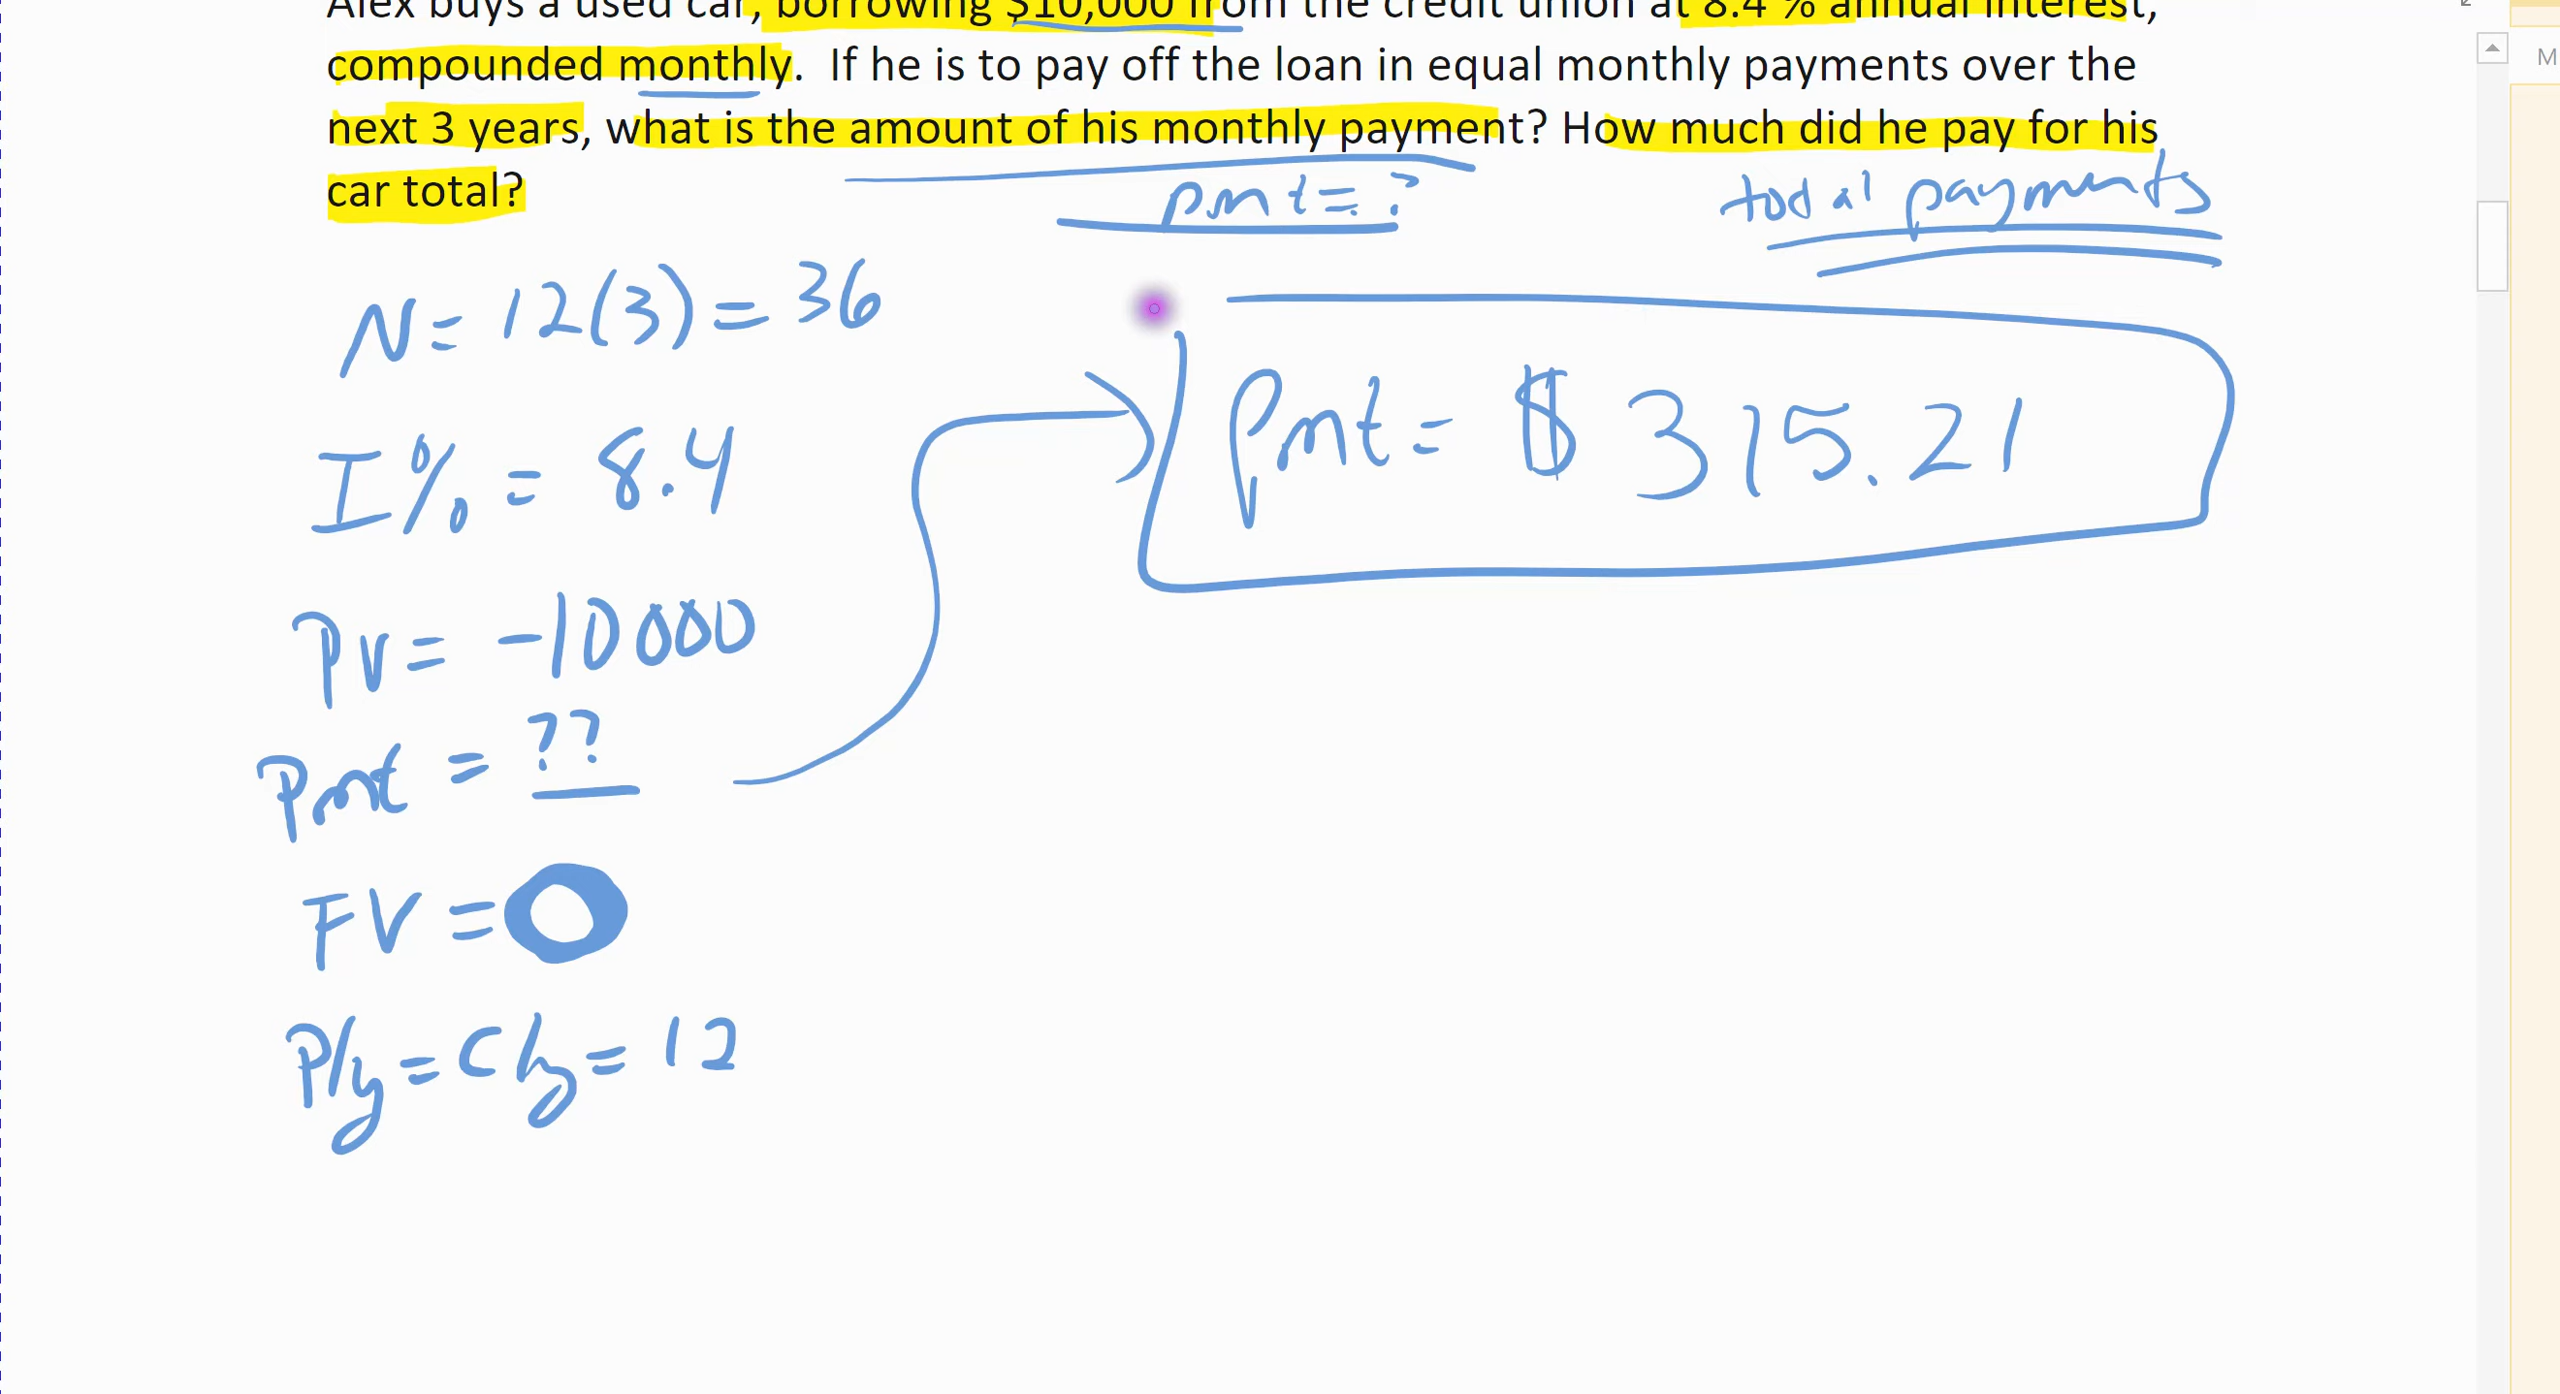 Alex buys a used car, borrowing $10,000 from the credit union at 8.4 % annual interest,
compounded monthly. If he is to pay off the loan in equal monthly payments over the
next 3 years, what is the amount of his monthly payment? How much did he pay for his
car total?
pmt = ?
total payments
N = 12(3) = 36
I% = 8.4
PV = -10000
Pmt = ??
FV = 0
P/y = C/y = 12
Pmt = $ 315.21
M